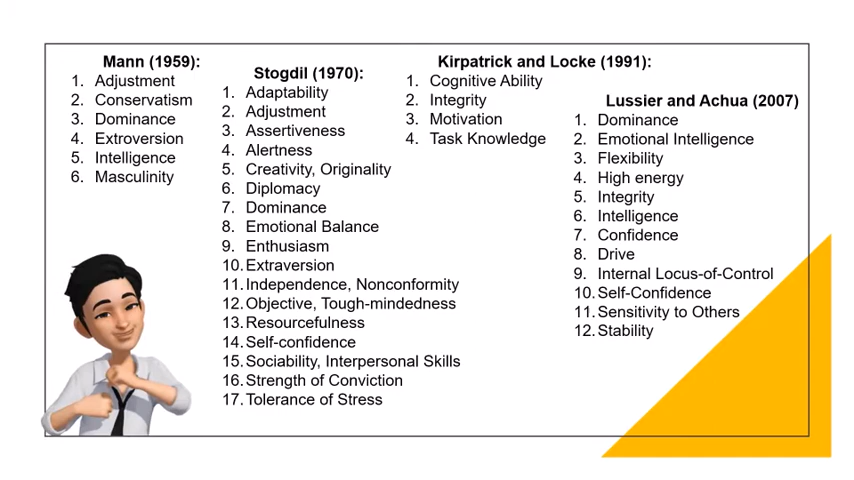 Mann (1959):
1. Adjustment
2. Conservatism
3. Dominance
4. Extroversion
5. Intelligence
6. Masculinity
Stogdil (1970):
1. Adaptability
2. Adjustment
3. Assertiveness
4. Alertness
5. Creativity, Originality
6. Diplomacy
7. Dominance
8. Emotional Balance
9. Enthusiasm
10. Extraversion
11. Independence, Nonconformity
12. Objective, Tough-mindedness
13. Resourcefulness
14. Self-confidence
15. Sociability, Interpersonal Skills
16. Strength of Conviction
17. Tolerance of Stress
Kirpatrick and Locke (1991):
1. Cognitive Ability
2. Integrity
3. Motivation
4. Task Knowledge
Lussier and Achua (2007)
1. Dominance
2. Emotional Intelligence
3. Flexibility
4. High energy
5. Integrity
6. Intelligence
7. Confidence
8. Drive
9. Internal Locus-of-Control
10. Self-Confidence
11. Sensitivity to Others
12. Stability